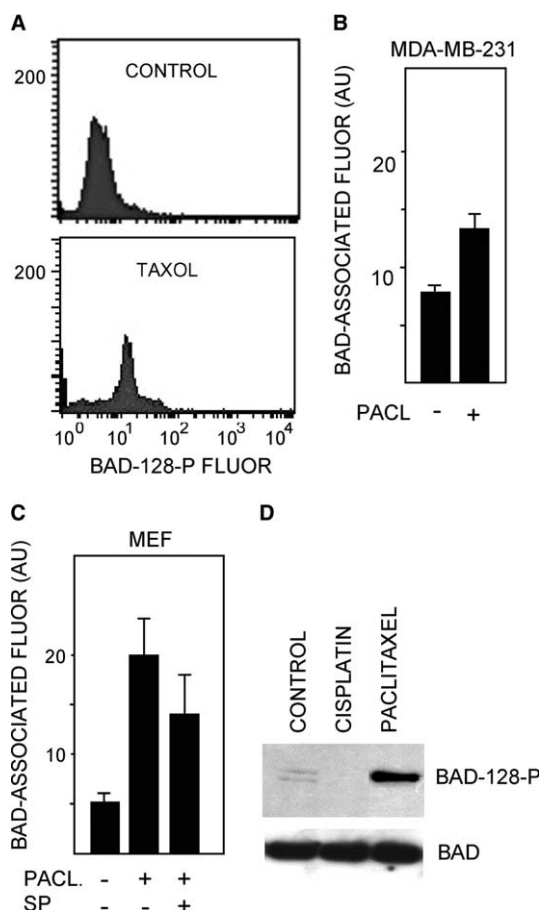 A
200
CONTROL
200
TAXOL
10^0 10^1 10^2 10^3 10^4
BAD-128-P FLUOR
B
MDA-MB-231
BAD-ASSOCIATED FLUOR (AU)
20
10
PACL - +
C
MEF
BAD-ASSOCIATED FLUOR (AU)
20
10
PACL. - + +
SP - - +
D
CONTROL
CISPLATIN
PACLITAXEL
BAD-128-P
BAD